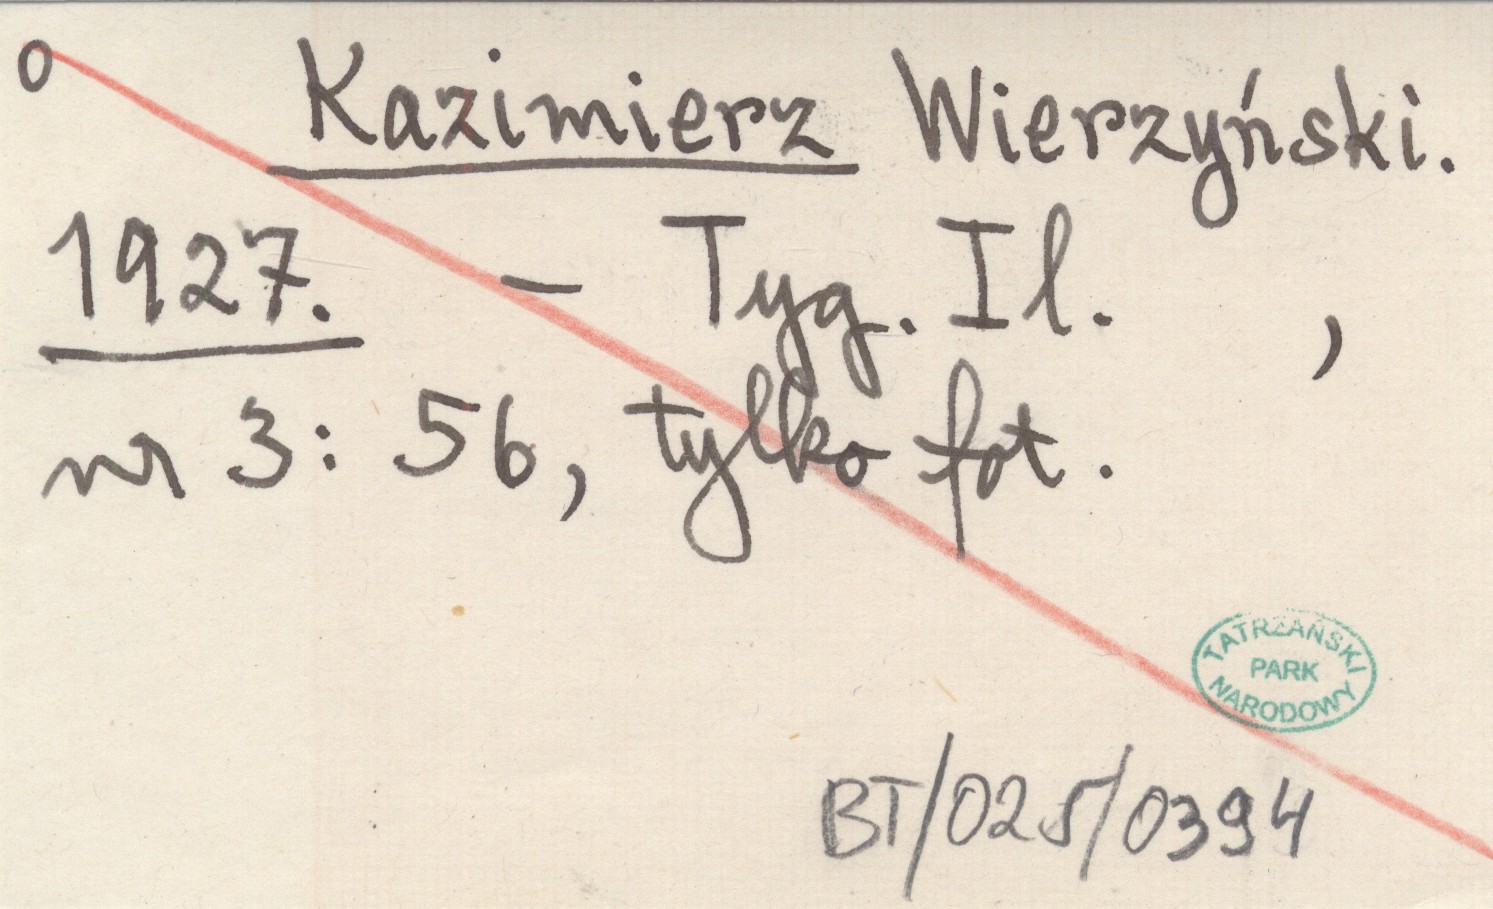 o Kazimierz Wierzyński.
1927. – Tyg. Il. ,
nr 3: 56, tylko fot.
TATRZAŃSKI
PARK
NARODOWY
BT/025/0394